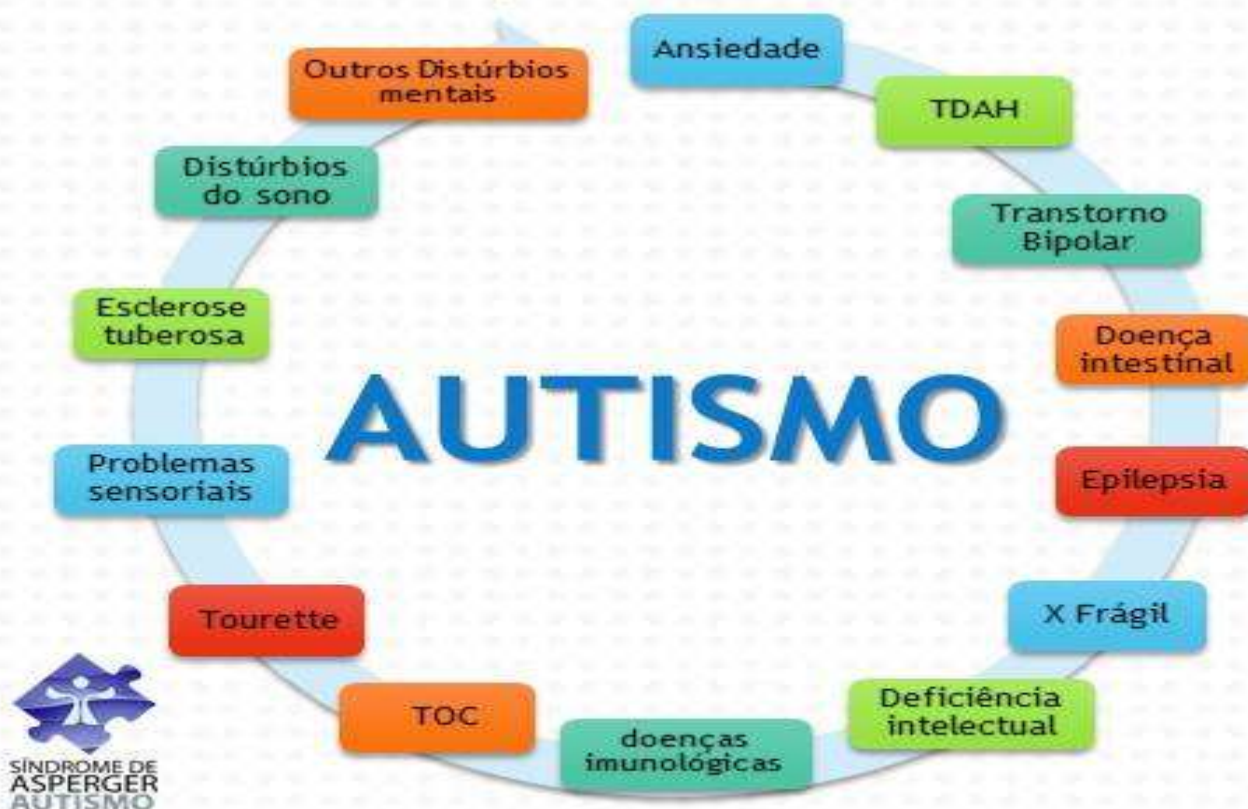 Ansiedade
TDAH
Transtorno
Bipolar
Doença
intestinal
Epilepsia
X Frágil
Deficiência
intelectual
doenças
imunológicas
TOC
Tourette
Problemas
sensoriais
Esclerose
tuberosa
Distúrbios
do sono
Outros Distúrbios
mentais
AUTISMO
SÍNDROME DE
ASPERGER
AUTISMO